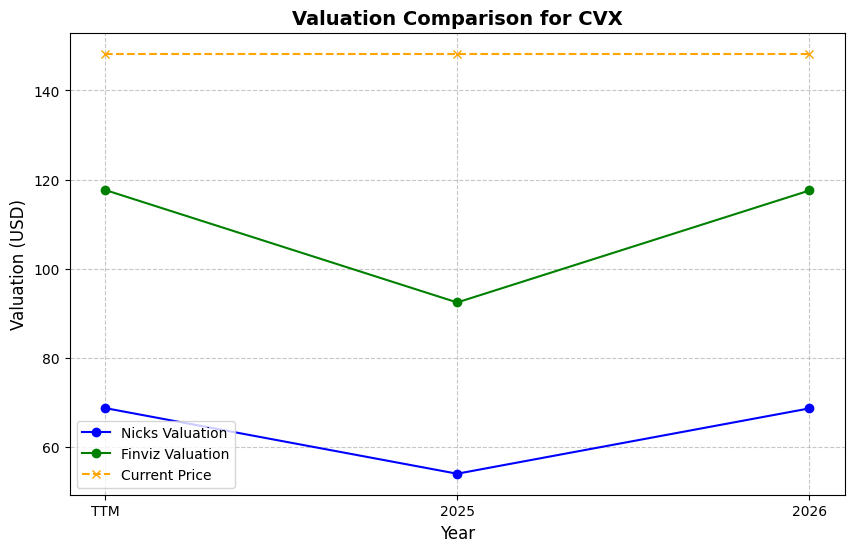 Valuation Comparison for CVX
Valuation (USD)
140
120
100
80
60
Nicks Valuation
Finviz Valuation
Current Price
TTM
2025
2026
Year